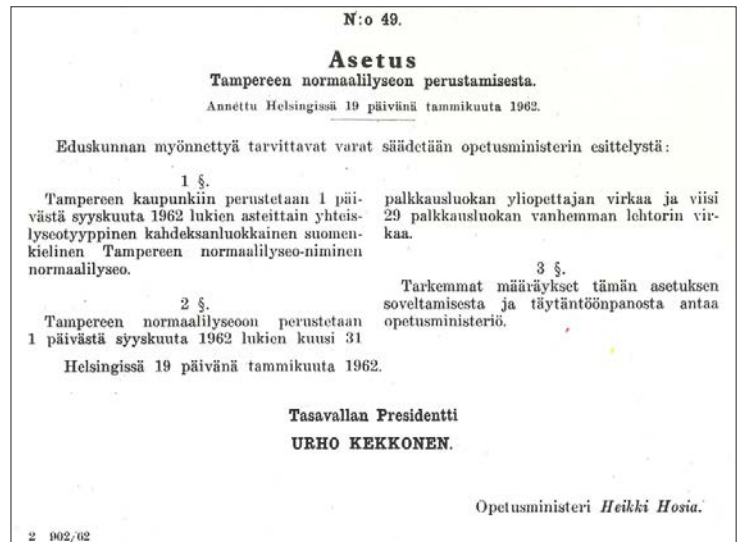 N:o 49.
Asetus
Tampereen normaalilyseon perustamisesta.
Annettu Helsingissä 19 päivänä tammikuuta 1962.
Eduskunnan myönnettyä tarvittavat varat säädetään opetusministerin esittelystä:
1 §.
Tampereen kaupunkiin perustetaan 1 päi-
västä syyskuuta 1962 lukien asteittain yhteis-
lyseotyyppinen kahdeksanluokkainen suomen-
kielinen Tampereen normaalilyseo-niminen
normaalilyseo.
2 §.
Tampereen normaalilyseoon perustetaan
1 päivästä syyskuuta 1962 lukien kuusi 31
palkkausluokan yliopettajan virkaa ja viisi
29 palkkausluokan vanhemman lehtorin vir-
kaa.
3 §.
Tarkemmat määräykset tämän asetuksen
soveltamisesta ja täytäntöönpanosta antaa
opetusministeriö.
Helsingissä 19 päivänä tammikuuta 1962.
Tasavallan Presidentti
URHO KEKKONEN.
Opetusministeri Heikki Hosia.
2 902/62